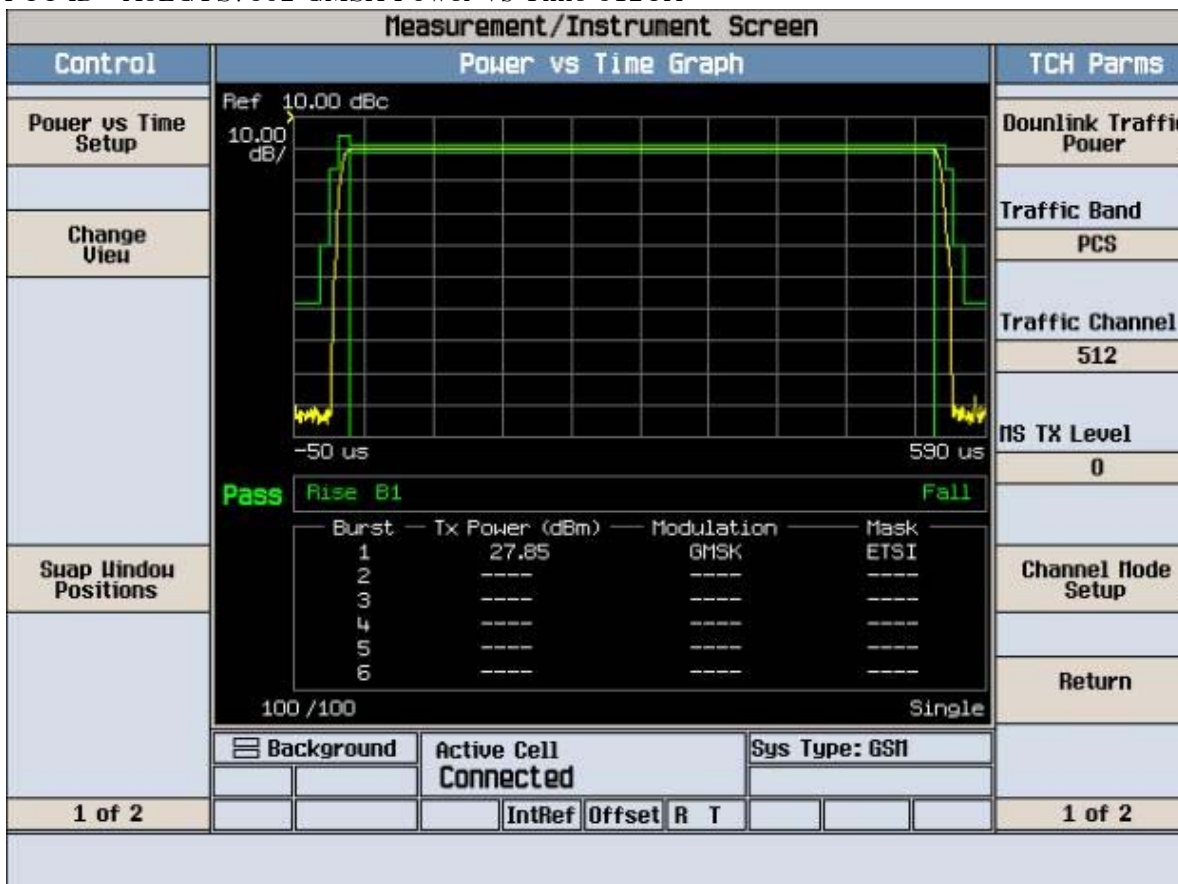 Measurement/Instrument Screen
Control
Power vs Time Graph
TCH Parms
Power vs Time
Setup
Change
View
Swap Window
Positions
1 of 2
Ref 10.00 dBc
10.00
dB/
-50 us
590 us
Pass
Rise B1
Fall
Burst Tx Power (dBm) Modulation Mask
1 27.85 GMSK ETSI
2 ---- ---- ----
3 ---- ---- ----
4 ---- ---- ----
5 ---- ---- ----
6 ---- ---- ----
100 /100
Single
Background
Active Cell
Connected
Sys Type: GSM
IntRef Offset R T
Downlink Traffic
Power
Traffic Band
PCS
Traffic Channel
512
MS TX Level
0
Channel Mode
Setup
Return
1 of 2